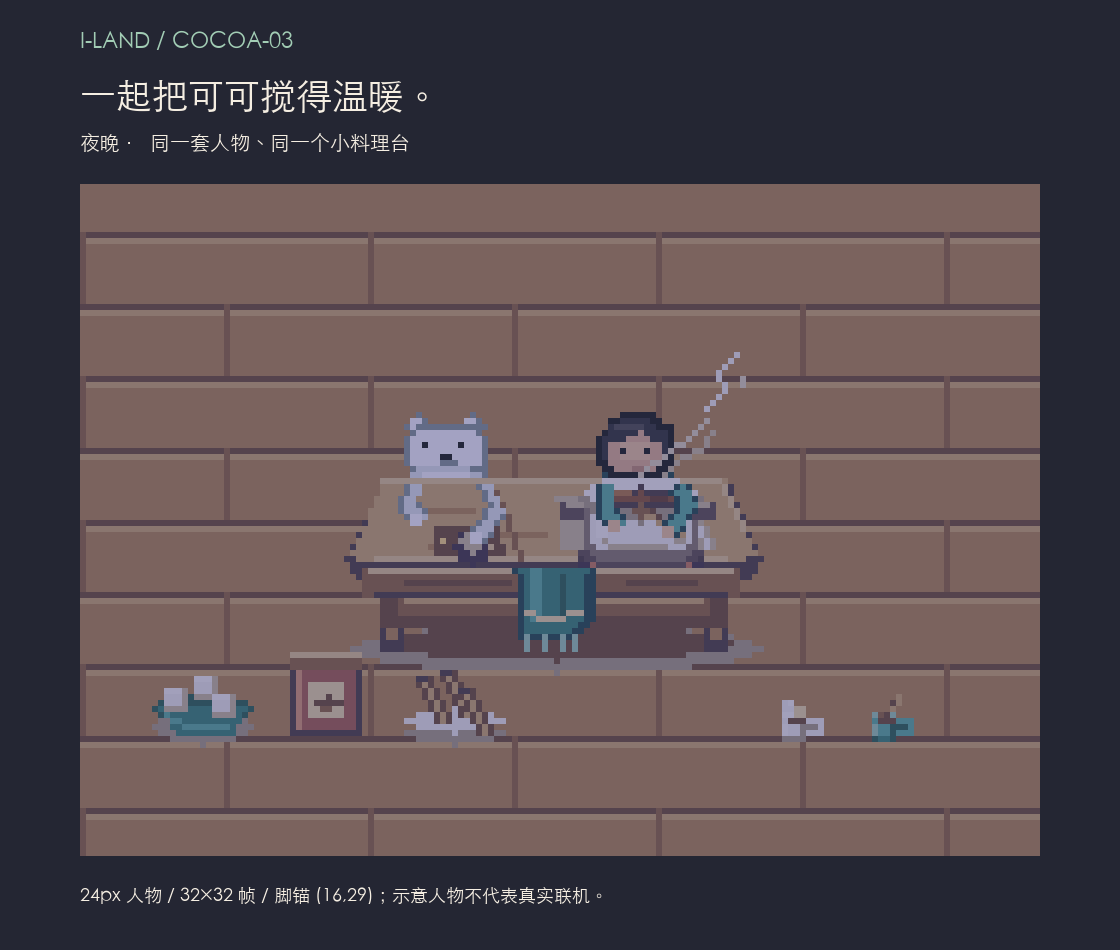 I-LAND / COCOA-03
一起把可可搅得温暖。
夜晚 · 同一套人物、同一个小料理台
24px 人物 / 32×32 帧 / 脚锚 (16,29)；示意人物不代表真实联机。